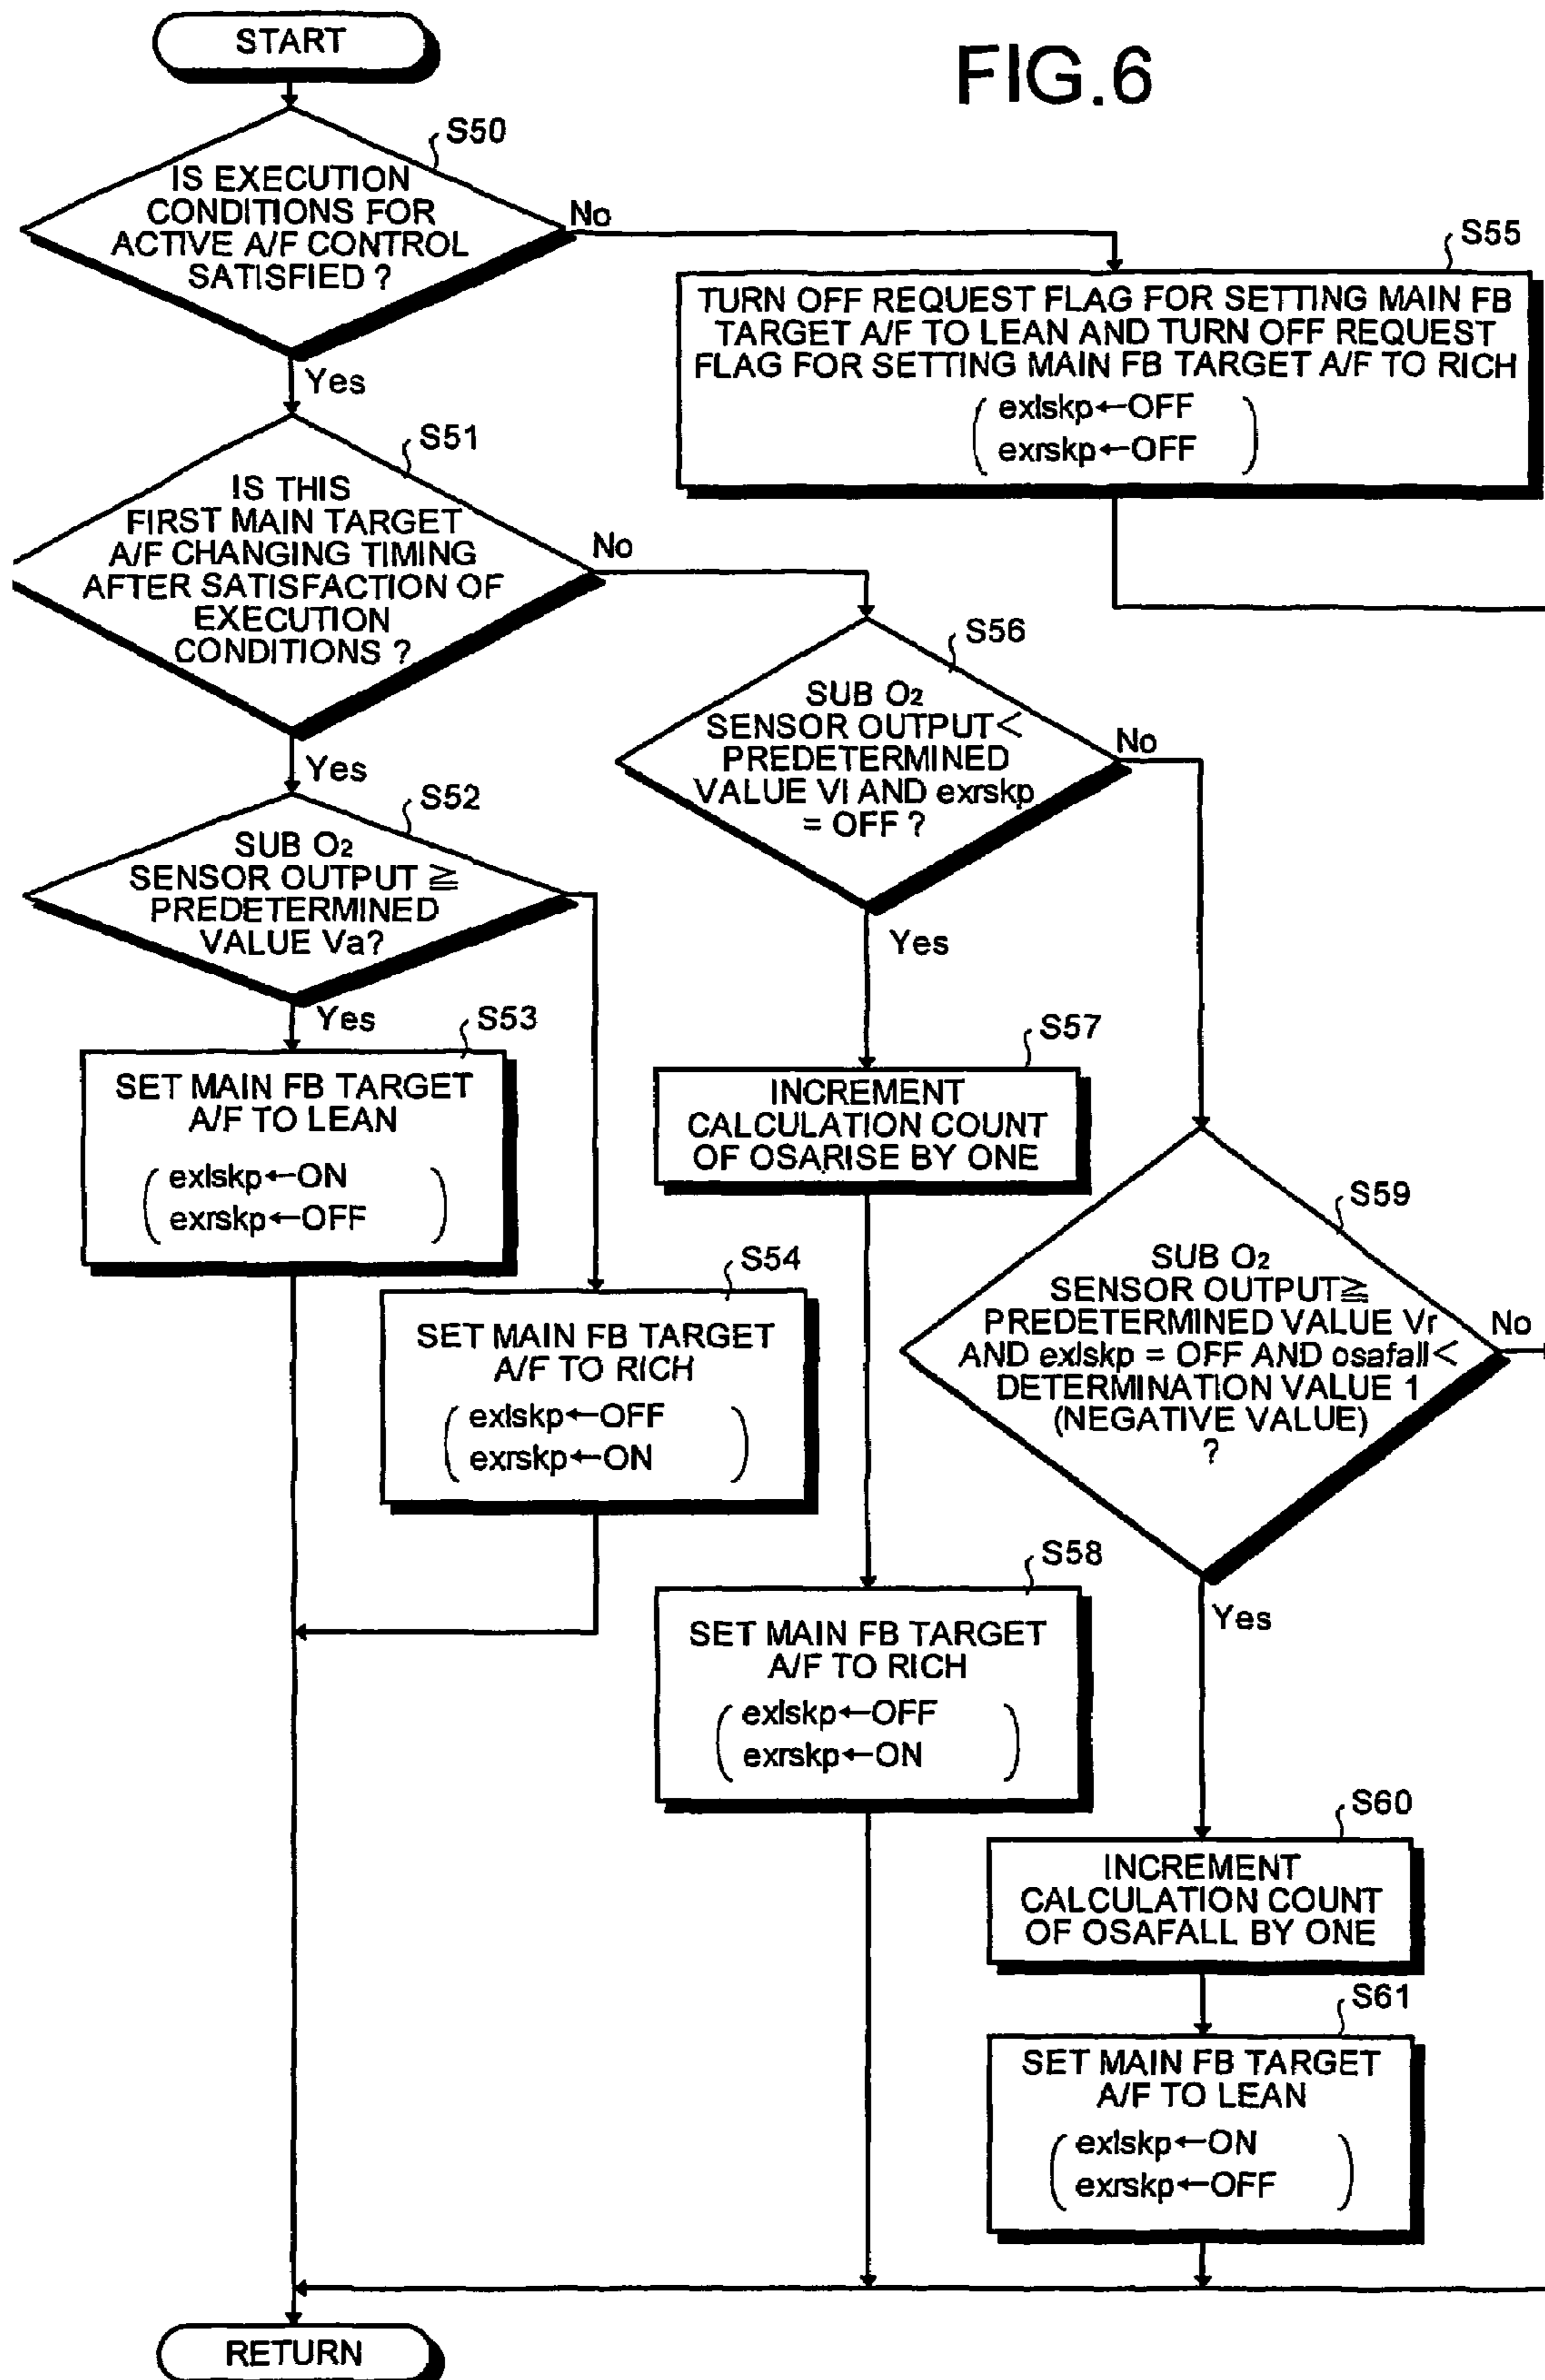 START
FIG.6
S50
IS EXECUTION
CONDITIONS FOR
ACTIVE A/F CONTROL
SATISFIED ?
No
Yes
S55
TURN OFF REQUEST FLAG FOR SETTING MAIN FB
TARGET A/F TO LEAN AND TURN OFF REQUEST
FLAG FOR SETTING MAIN FB TARGET A/F TO RICH
( exlskp←OFF
exrskp←OFF )
S51
IS THIS
FIRST MAIN TARGET
A/F CHANGING TIMING
AFTER SATISFACTION OF
EXECUTION
CONDITIONS ?
No
Yes
S52
SUB O2
SENSOR OUTPUT ≧
PREDETERMINED
VALUE Va?
Yes
S53
SET MAIN FB TARGET
A/F TO LEAN
( exlskp←ON
exrskp←OFF )
S54
SET MAIN FB TARGET
A/F TO RICH
( exlskp←OFF
exrskp←ON )
S56
SUB O2
SENSOR OUTPUT<
PREDETERMINED
VALUE Vl AND exrskp
= OFF ?
No
Yes
S57
INCREMENT
CALCULATION COUNT
OF OSARISE BY ONE
S58
SET MAIN FB TARGET
A/F TO RICH
( exlskp←OFF
exrskp←ON )
S59
SUB O2
SENSOR OUTPUT≧
PREDETERMINED VALUE Vr
AND exlskp = OFF AND osafall<
DETERMINATION VALUE 1
(NEGATIVE VALUE)
?
No
Yes
S60
INCREMENT
CALCULATION COUNT
OF OSAFALL BY ONE
S61
SET MAIN FB TARGET
A/F TO LEAN
( exlskp←ON
exrskp←OFF )
RETURN